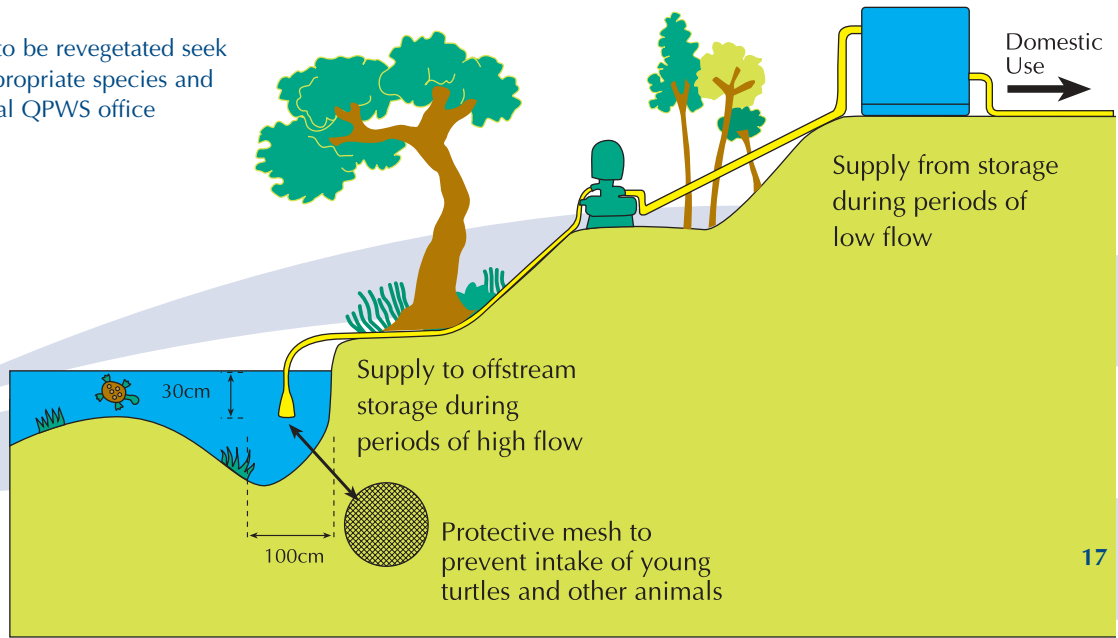 to be revegetated seek
propriate species and
al QPWS office
Domestic
Use
Supply from storage
during periods of
low flow
30cm
Supply to offstream
storage during
periods of high flow
100cm
Protective mesh to
prevent intake of young
turtles and other animals
17